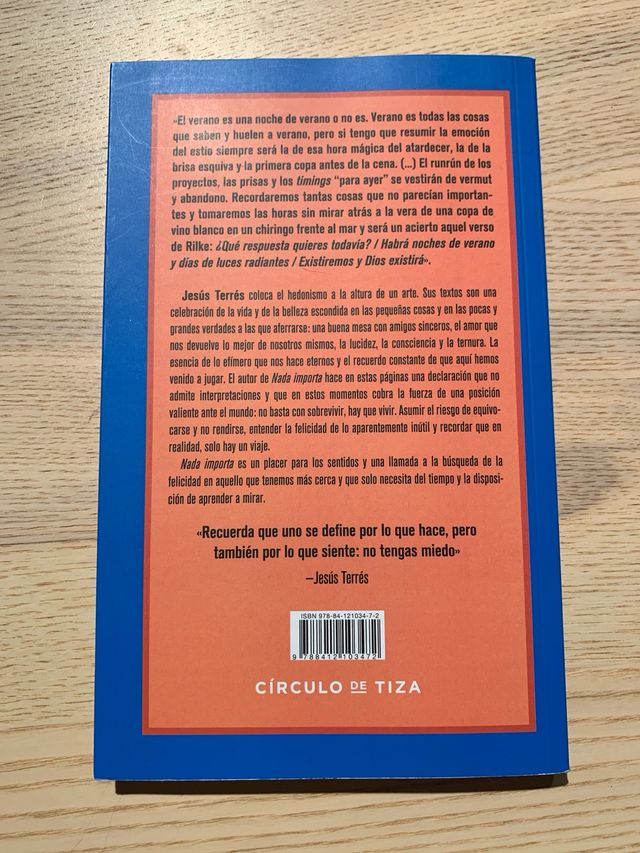 «El verano es una noche de verano o no es. Verano es todas las cosas
que saben y huelen a verano, pero si tengo que resumir la emoción
del estío siempre será la de esa hora mágica del atardecer, la de la
brisa esquiva y la primera copa antes de la cena. (...) El runrún de los
proyectos, las prisas y los timings “para ayer” se vestirán de vermut
y abandono. Recordaremos tantas cosas que no parecían importan-
tes y tomaremos las horas sin mirar atrás a la vera de una copa de
vino blanco en un chiringo frente al mar y será un acierto aquel verso
de Rilke: ¿Qué respuesta quieres todavía? / Habrá noches de verano
y días de luces radiantes / Existiremos y Dios existirá».
Jesús Terrés coloca el hedonismo a la altura de un arte. Sus textos son una
celebración de la vida y de la belleza escondida en las pequeñas cosas y en las pocas y
grandes verdades a las que aferrarse: una buena mesa con amigos sinceros, el amor que
nos devuelve lo mejor de nosotros mismos, la lucidez, la consciencia y la ternura. La
esencia de lo efímero que nos hace eternos y el recuerdo constante de que aquí hemos
venido a jugar. El autor de Nada importa hace en estas páginas una declaración que no
admite interpretaciones y que en estos momentos cobra la fuerza de una posición
valiente ante el mundo: no basta con sobrevivir, hay que vivir. Asumir el riesgo de equivo-
carse y no rendirse, entender la felicidad de lo aparentemente inútil y recordar que en
realidad, solo hay un viaje.
Nada importa es un placer para los sentidos y una llamada a la búsqueda de la
felicidad en aquello que tenemos más cerca y que solo necesita del tiempo y la disposi-
ción de aprender a mirar.
«Recuerda que uno se define por lo que hace, pero
también por lo que siente: no tengas miedo»
—Jesús Terrés
ISBN 978-84-121034-7-2
9 788412 103472
CÍRCULO DE TIZA